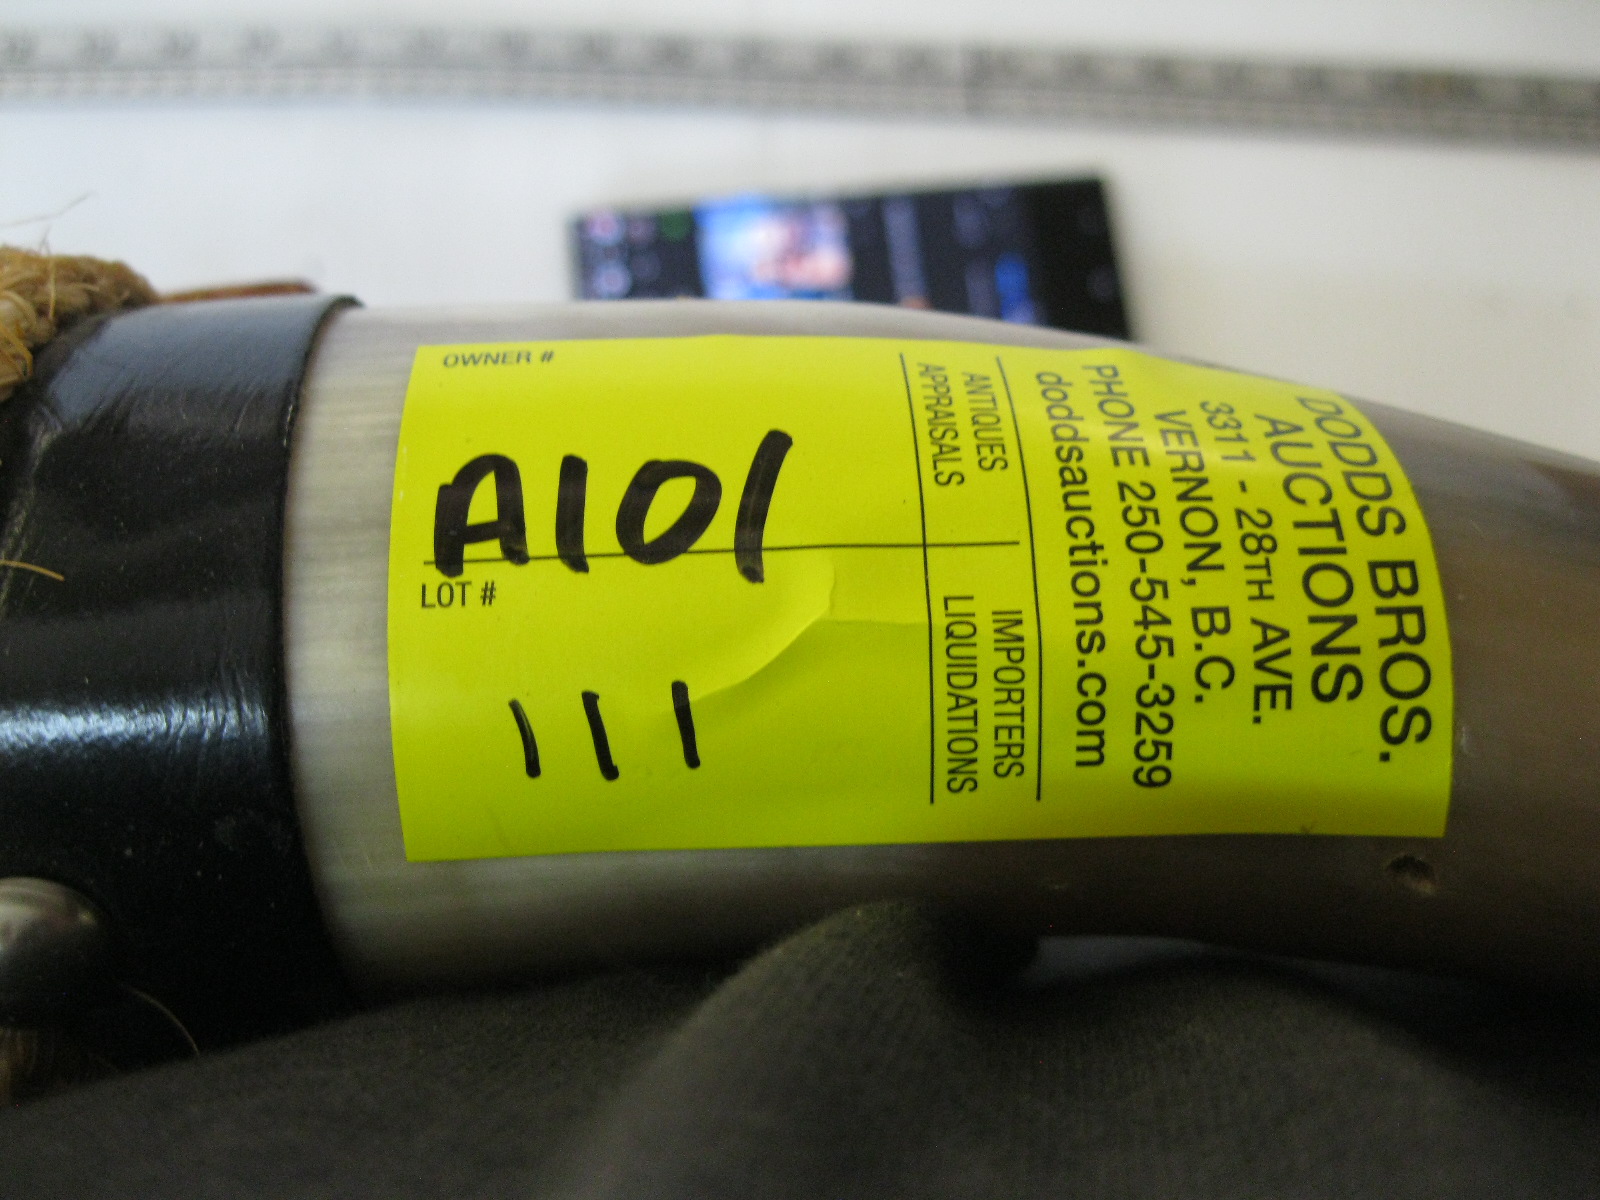 OWNER #
A101
LOT #
111
DODDS BROS.
AUCTIONS
3311 - 28TH AVE.
VERNON, B.C.
PHONE 250-545-3259
doddsauctions.com
ANTIQUES IMPORTERS
APPRAISALS LIQUIDATIONS